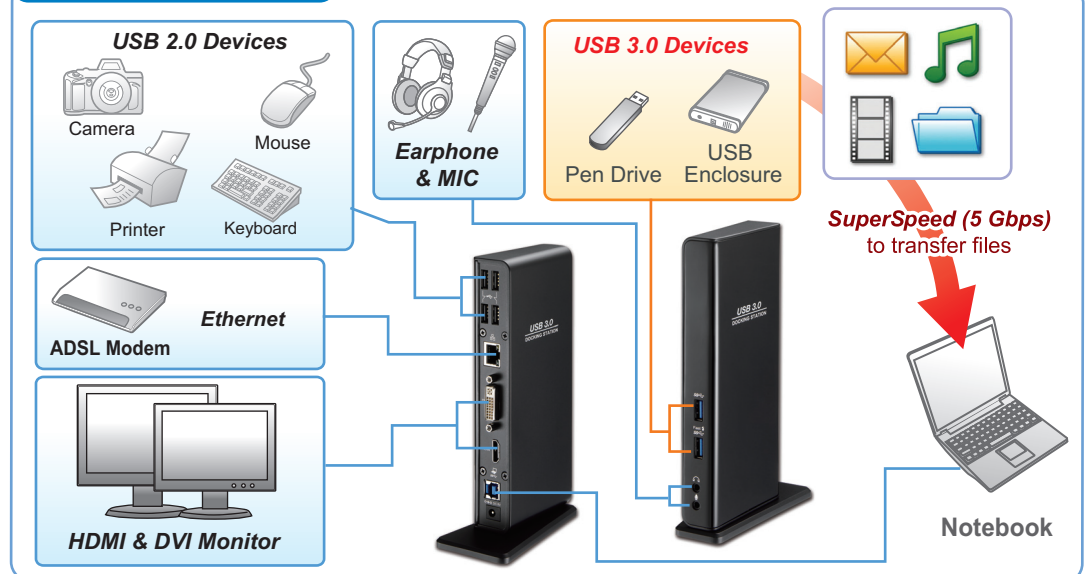 USB 2.0 Devices
Camera
Mouse
Printer
Keyboard
Earphone
& MIC
USB 3.0 Devices
Pen Drive
USB
Enclosure
SuperSpeed (5 Gbps)
to transfer files
ADSL Modem
Ethernet
HDMI & DVI Monitor
USB 3.0
DOCKING STATION
USB 3.0
DOCKING STATION
Notebook